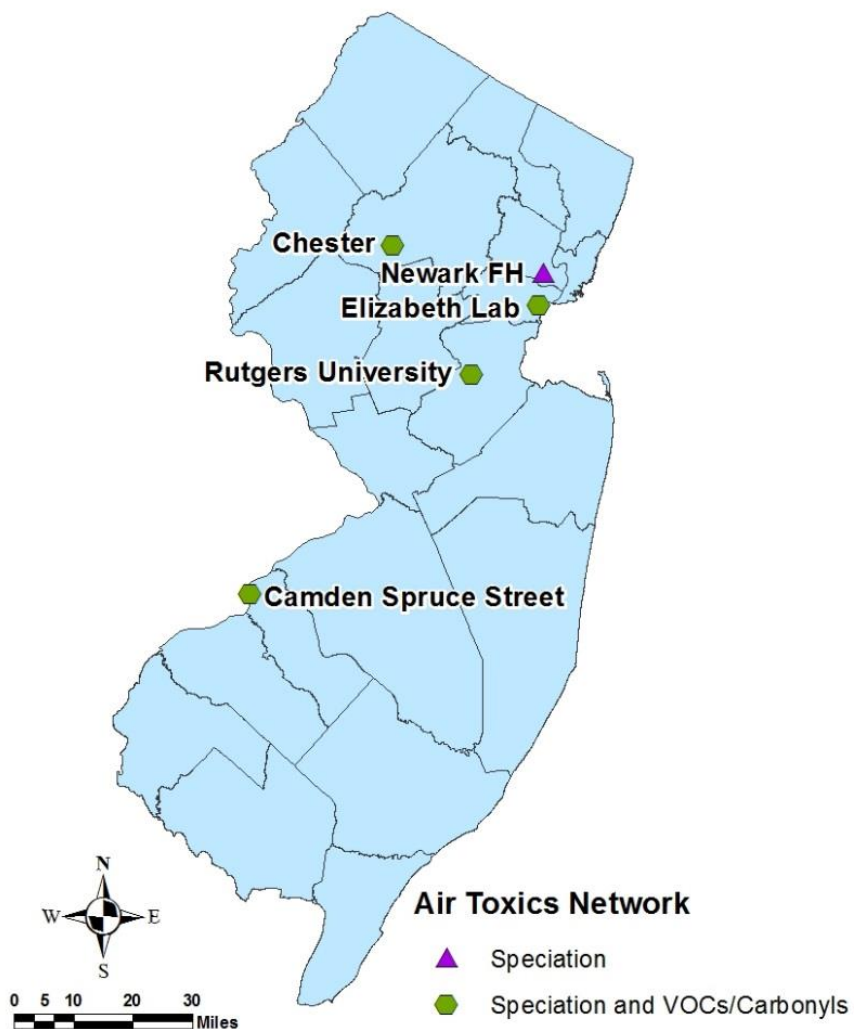 Chester
Newark FH
Elizabeth Lab
Rutgers University
Camden Spruce Street
N
W E
S
Air Toxics Network
Speciation
Speciation and VOCs/Carbonyls
0 5 10 20 30
Miles